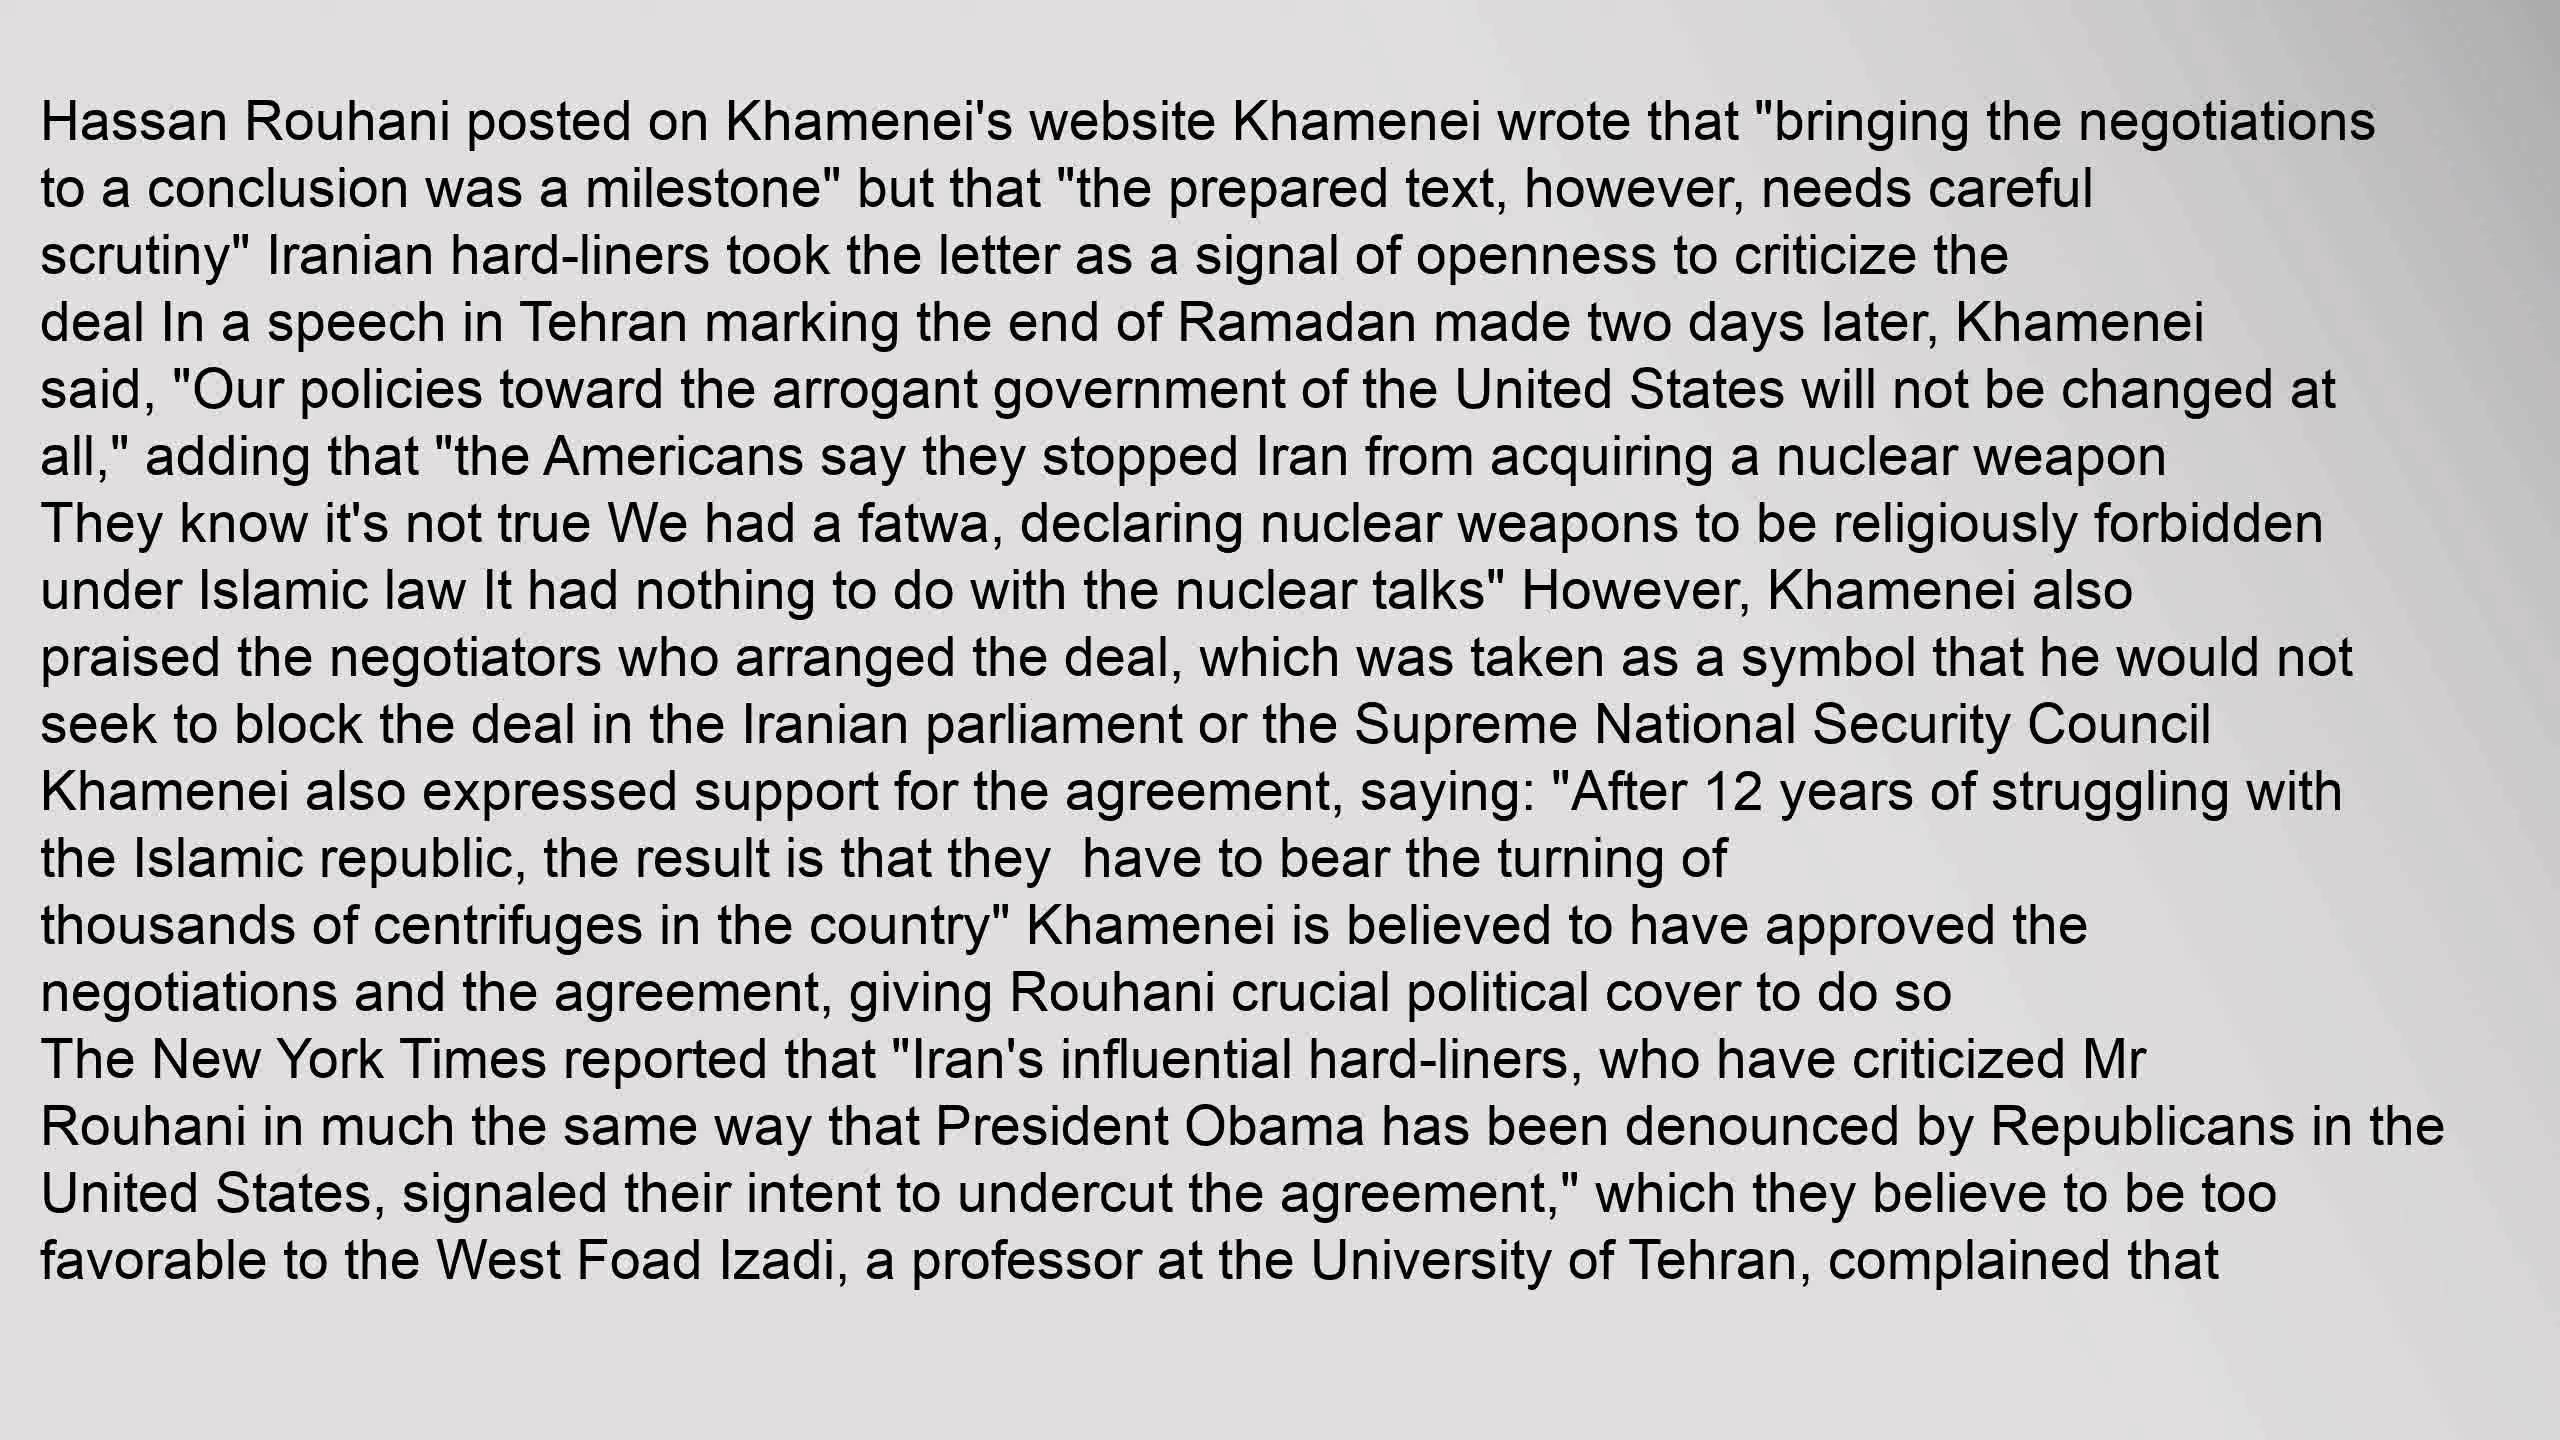 Hassan Rouhani posted on Khamenei's website Khamenei wrote that "bringing the negotiations
to a conclusion was a milestone" but that "the prepared text, however, needs careful
scrutiny" Iranian hard-liners took the letter as a signal of openness to criticize the
deal In a speech in Tehran marking the end of Ramadan made two days later, Khamenei
said, "Our policies toward the arrogant government of the United States will not be changed at
all," adding that "the Americans say they stopped Iran from acquiring a nuclear weapon
They know it's not true We had a fatwa, declaring nuclear weapons to be religiously forbidden
under Islamic law It had nothing to do with the nuclear talks" However, Khamenei also
praised the negotiators who arranged the deal, which was taken as a symbol that he would not
seek to block the deal in the Iranian parliament or the Supreme National Security Council
Khamenei also expressed support for the agreement, saying: "After 12 years of struggling with
the Islamic republic, the result is that they  have to bear the turning of
thousands of centrifuges in the country" Khamenei is believed to have approved the
negotiations and the agreement, giving Rouhani crucial political cover to do so
The New York Times reported that "Iran's influential hard-liners, who have criticized Mr
Rouhani in much the same way that President Obama has been denounced by Republicans in the
United States, signaled their intent to undercut the agreement," which they believe to be too
favorable to the West Foad Izadi, a professor at the University of Tehran, complained that